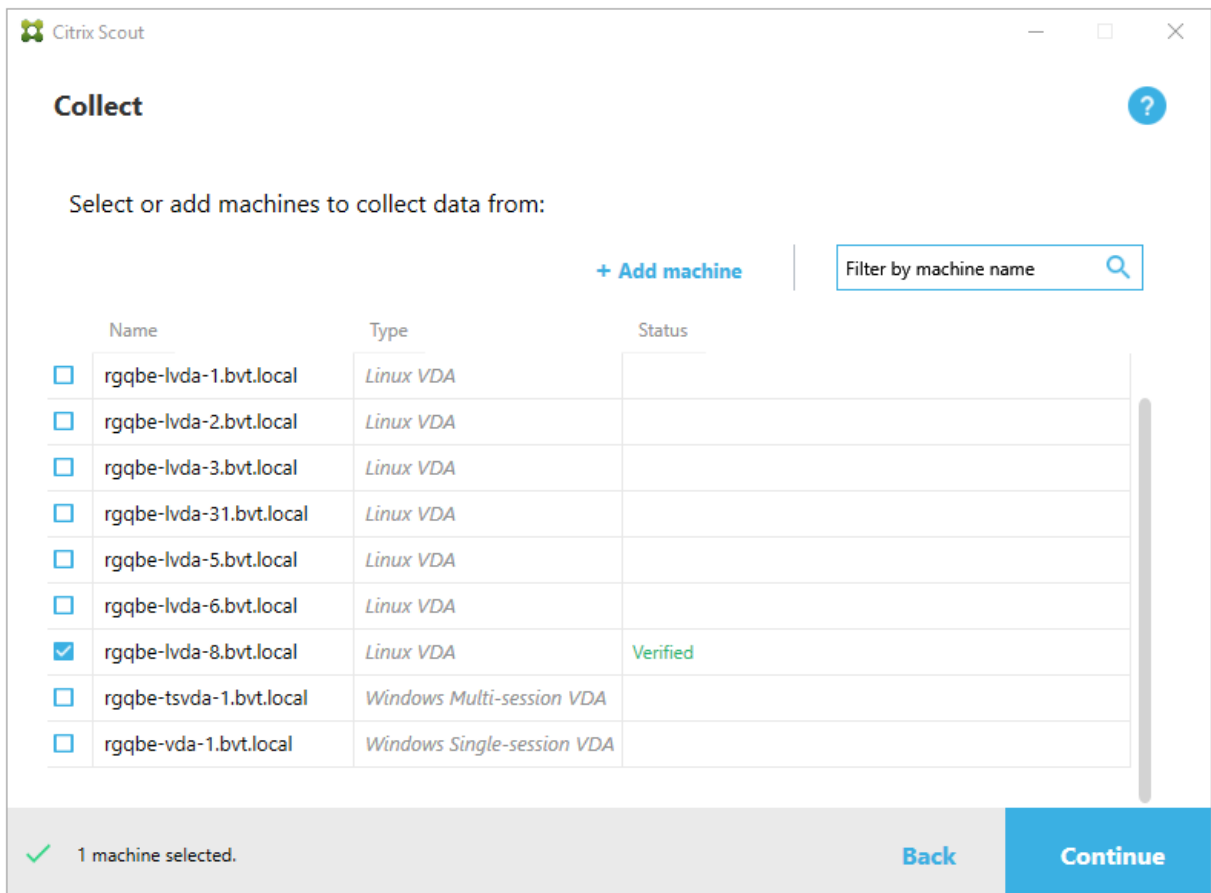 Citrix Scout
Collect
?
Select or add machines to collect data from:
+ Add machine
Filter by machine name
Name Type Status
rgqbe-lvda-1.bvt.local Linux VDA
rgqbe-lvda-2.bvt.local Linux VDA
rgqbe-lvda-3.bvt.local Linux VDA
rgqbe-lvda-31.bvt.local Linux VDA
rgqbe-lvda-5.bvt.local Linux VDA
rgqbe-lvda-6.bvt.local Linux VDA
rgqbe-lvda-8.bvt.local Linux VDA Verified
rgqbe-tsvda-1.bvt.local Windows Multi-session VDA
rgqbe-vda-1.bvt.local Windows Single-session VDA
1 machine selected.
Back
Continue